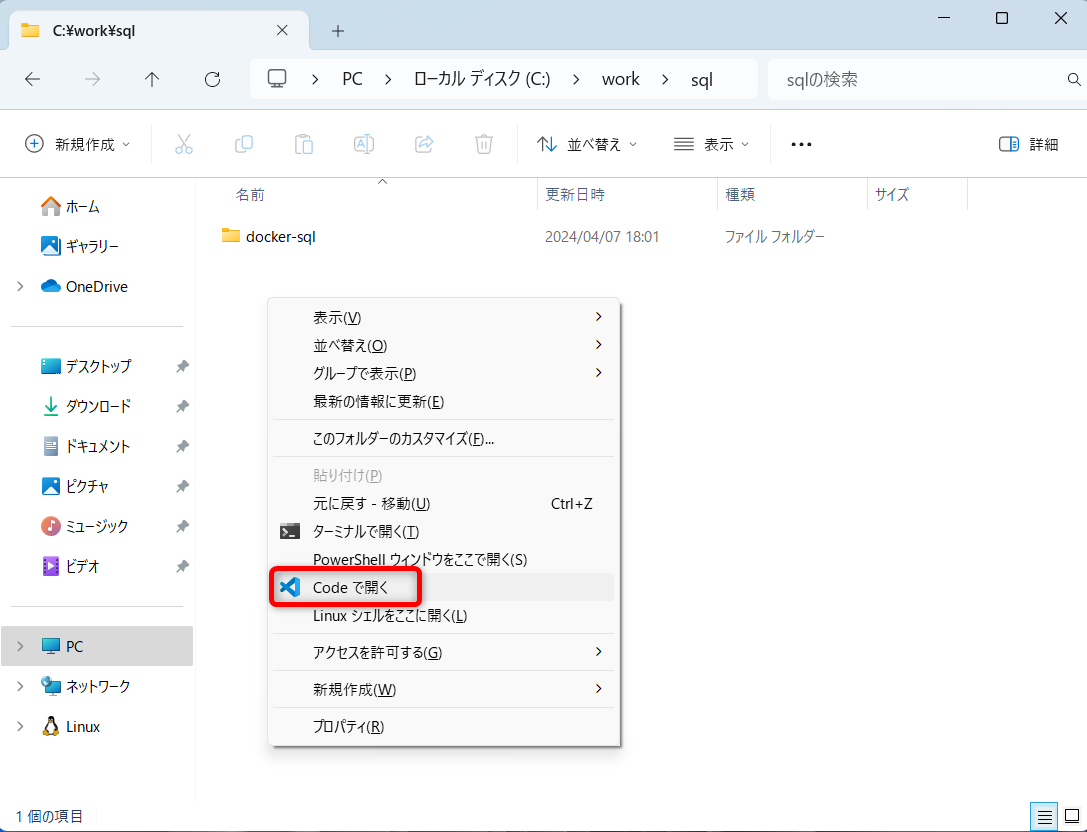 C:¥work¥sql
PC ローカル ディスク (C:) work sql
sqlの検索
新規作成
並べ替え
表示
詳細
名前 更新日時 種類 サイズ
docker-sql 2024/04/07 18:01 ファイル フォルダー
ホーム
ギャラリー
OneDrive
デスクトップ
ダウンロード
ドキュメント
ピクチャ
ミュージック
ビデオ
PC
ネットワーク
Linux
表示(V)
並べ替え(O)
グループで表示(P)
最新の情報に更新(E)
このフォルダーのカスタマイズ(F)...
貼り付け(P)
元に戻す - 移動(U) Ctrl+Z
ターミナルで開く(T)
PowerShell ウィンドウをここで開く(S)
Code で開く
Linux シェルをここに開く(L)
アクセスを許可する(G)
新規作成(W)
プロパティ(R)
1 個の項目